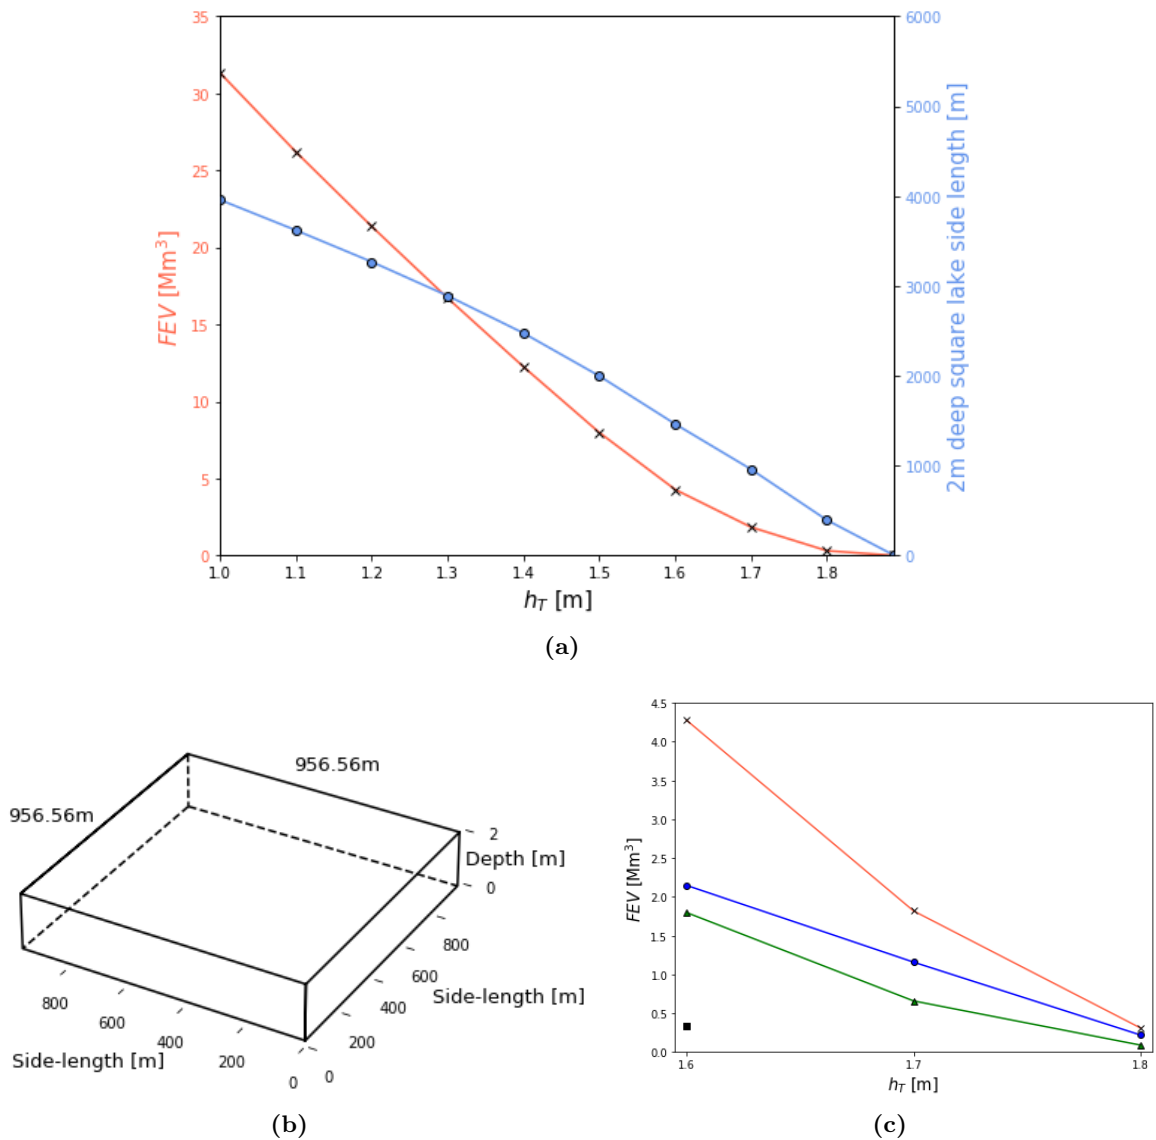 35
30
25
20
15
10
5
0
FEV [Mm³]
6000
5000
4000
3000
2000
1000
0
2m deep square lake side length [m]
1.0 1.1 1.2 1.3 1.4 1.5 1.6 1.7 1.8
h_T [m]
(a)
956.56m
956.56m
2
Depth [m]
0
800
600
400
200
0
Side-length [m]
800
600
400
200
0
Side-length [m]
(b)
4.5
4.0
3.5
3.0
2.5
2.0
1.5
1.0
0.5
0.0
FEV [Mm³]
1.6 1.7 1.8
h_T [m]
(c)